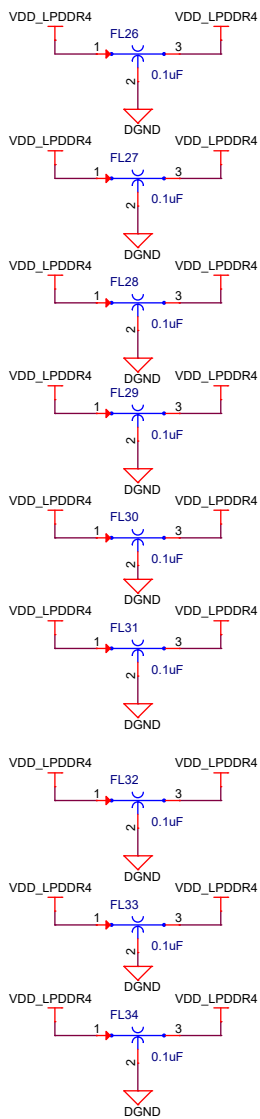 VDD_LPDDR4 VDD_LPDDR4
FL26
1 3
2 0.1uF
DGND
VDD_LPDDR4 VDD_LPDDR4
FL27
1 3
2 0.1uF
DGND
VDD_LPDDR4 VDD_LPDDR4
FL28
1 3
2 0.1uF
DGND
VDD_LPDDR4 VDD_LPDDR4
FL29
1 3
2 0.1uF
DGND
VDD_LPDDR4 VDD_LPDDR4
FL30
1 3
2 0.1uF
DGND
VDD_LPDDR4 VDD_LPDDR4
FL31
1 3
2 0.1uF
DGND
VDD_LPDDR4 VDD_LPDDR4
FL32
1 3
2 0.1uF
DGND
VDD_LPDDR4 VDD_LPDDR4
FL33
1 3
2 0.1uF
DGND
VDD_LPDDR4 VDD_LPDDR4
FL34
1 3
2 0.1uF
DGND